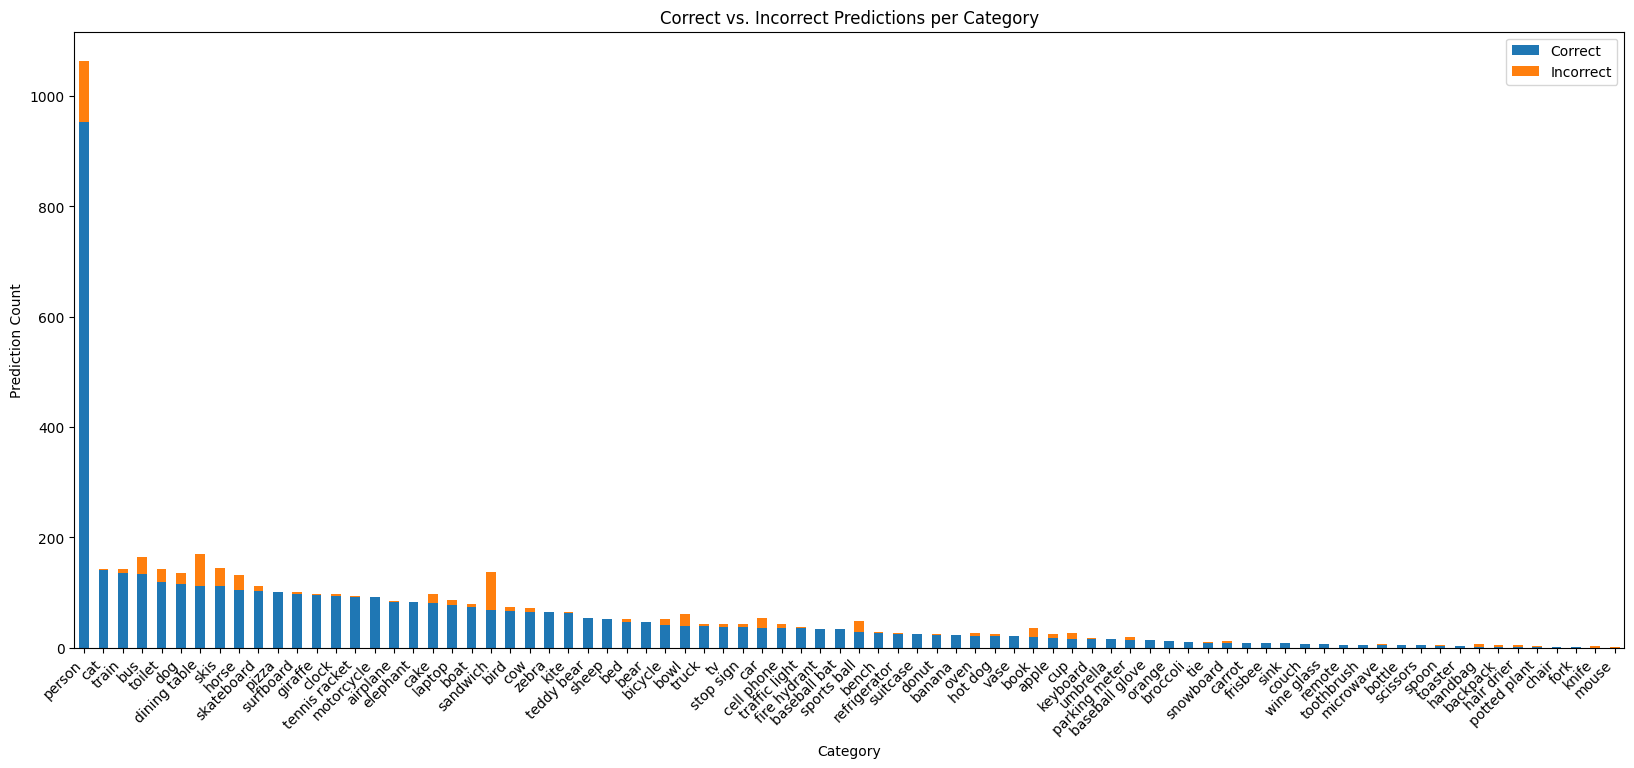 Correct vs. Incorrect Predictions per Category
Correct
Incorrect
Prediction Count
1000
800
600
400
200
0
person
cat
train
bus
toilet
dog
dining table
skis
horse
skateboard
pizza
surfboard
giraffe
clock
tennis racket
motorcycle
airplane
elephant
cake
laptop
boat
sandwich
bird
cow
zebra
kite
teddy bear
sheep
bed
bear
bicycle
bowl
truck
tv
stop sign
car
cell phone
traffic light
fire hydrant
baseball bat
sports ball
bench
refrigerator
suitcase
donut
banana
oven
hot dog
vase
book
apple
cup
keyboard
umbrella
parking meter
baseball glove
orange
broccoli
tie
snowboard
carrot
frisbee
sink
couch
wine glass
remote
toothbrush
microwave
bottle
scissors
spoon
toaster
handbag
backpack
hair drier
potted plant
chair
fork
knife
mouse
Category